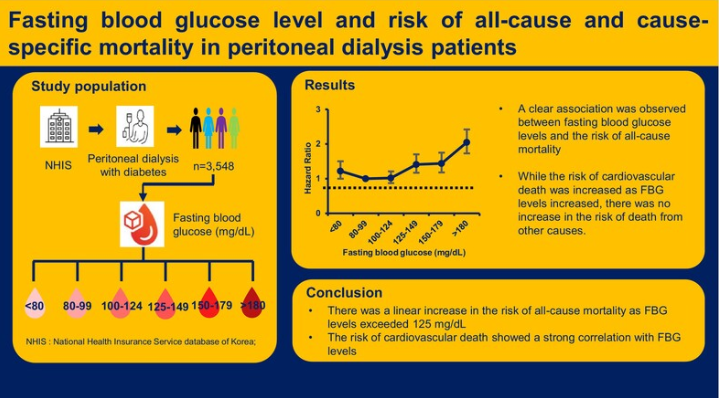 Fasting blood glucose level and risk of all-cause and cause-
specific mortality in peritoneal dialysis patients
Study population
NHIS
Peritoneal dialysis
with diabetes
n=3,548
Fasting blood
glucose (mg/dL)
<80
80-99
100-124
125-149
150-179
>180
NHIS : National Health Insurance Service database of Korea;
Results
Hazard Ratio
3
2
1
0
<80
80-99
100-124
125-149
150-179
>180
Fasting blood glucose (mg/dL)
• A clear association was observed
between fasting blood glucose
levels and the risk of all-cause
mortality
• While the risk of cardiovascular
death was increased as FBG
levels increased, there was no
increase in the risk of death from
other causes.
Conclusion
• There was a linear increase in the risk of all-cause mortality as FBG
levels exceeded 125 mg/dL
• The risk of cardiovascular death showed a strong correlation with FBG
levels